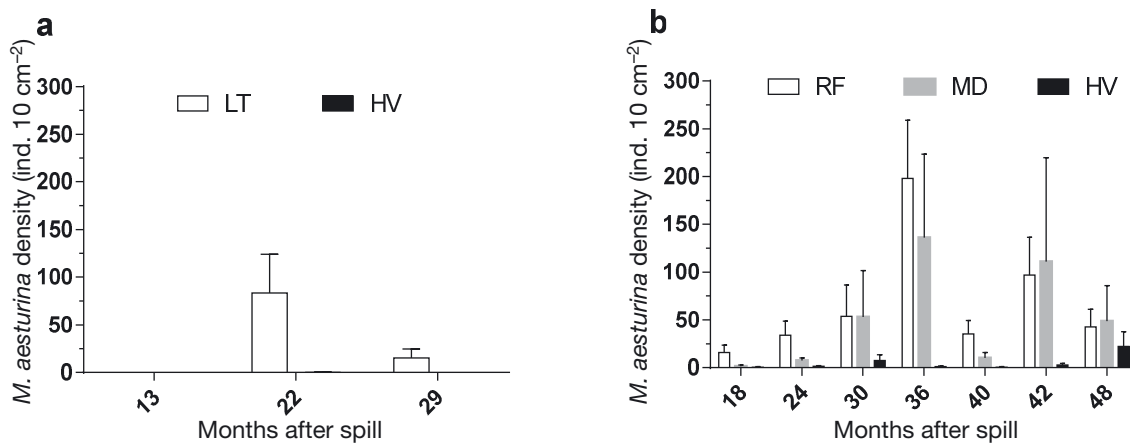 a
M. aesturina density (ind. 10 cm⁻²)
300
250
200
150
100
50
0
LT HV
13 22 29
Months after spill
b
M. aesturina density (ind. 10 cm⁻²)
300
250
200
150
100
50
0
RF MD HV
18 24 30 36 40 42 48
Months after spill